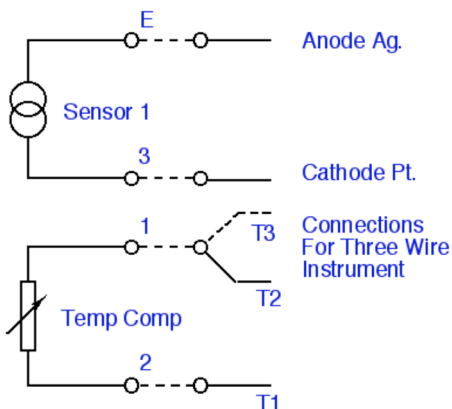 E
Anode Ag.
Sensor 1
3
Cathode Pt.
1
T3
Connections
For Three Wire
Instrument
T2
Temp Comp
2
T1